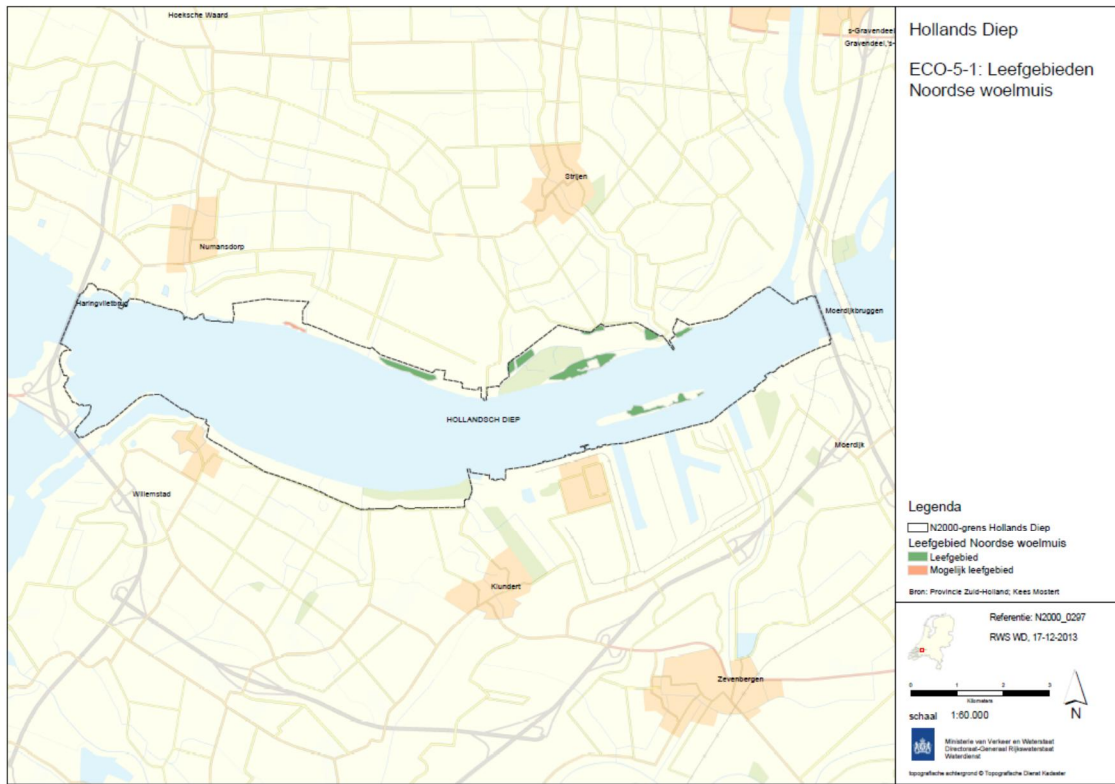 Hoeksche Waard
s-Gravendeel
Gravendeel,'s-
Strijen
Numansdorp
Haringvlietbrug
Moerdijkbruggen
HOLLANDSCH DIEP
Moerdijk
Willemstad
Klundert
Zevenbergen
Hollands Diep
ECO-5-1: Leefgebieden
Noordse woelmuis
Legenda
N2000-grens Hollands Diep
Leefgebied Noordse woelmuis
Leefgebied
Mogelijk leefgebied
Bron: Provincie Zuid-Holland; Kees Mostert
Referentie: N2000_0297
RWS WD, 17-12-2013
0 1 2 3
Kilometers
schaal 1:60.000
N
Ministerie van Verkeer en Waterstaat
Directoraat-Generaal Rijkswaterstaat
Waterdienst
topografische achtergrond © Topografische Dienst Kadaster